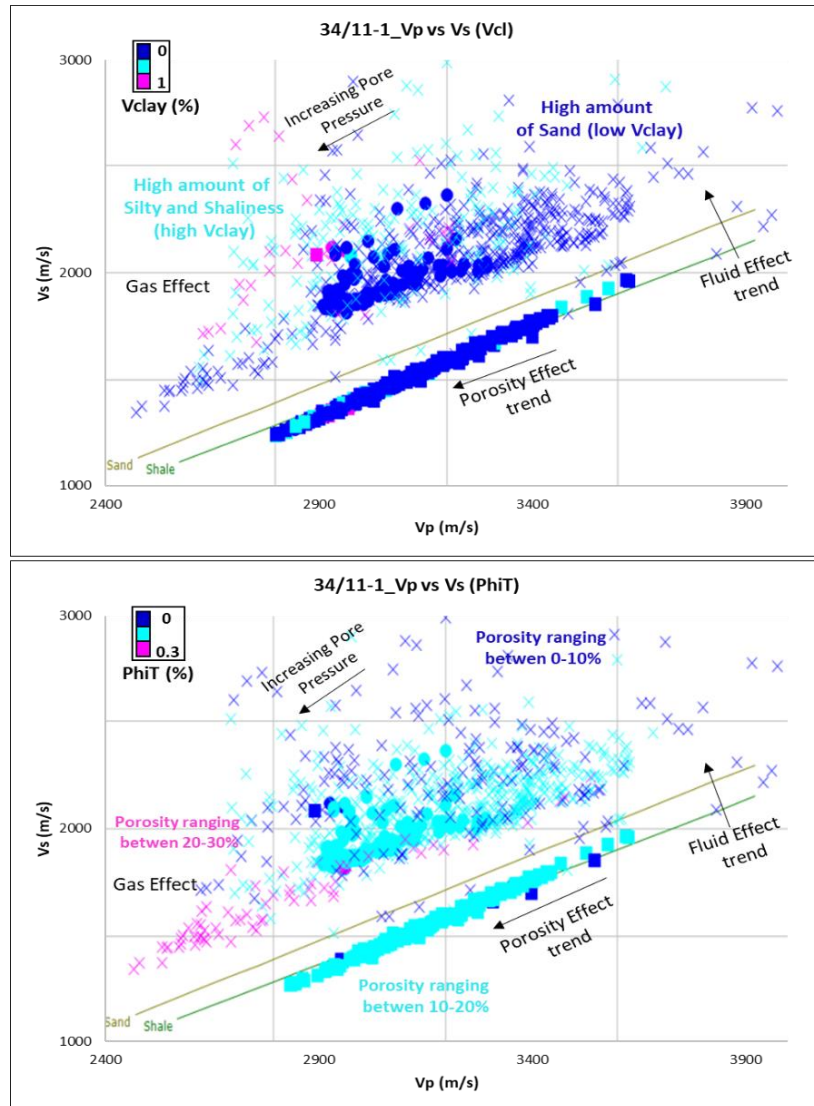 34/11-1_Vp vs Vs (Vcl)
3000
0
1
Vclay (%)
Increasing Pore
Pressure
High amount
of Sand (low Vclay)
High amount of
Silty and Shaliness
(high Vclay)
Vs (m/s)
2000
Gas Effect
Fluid Effect
trend
Porosity Effect
trend
Sand
Shale
1000
2400
2900
3400
3900
Vp (m/s)
34/11-1_Vp vs Vs (PhiT)
3000
0
0.3
PhiT (%)
Increasing Pore
Pressure
Porosity ranging
betwen 0-10%
Vs (m/s)
2000
Porosity ranging
betwen 20-30%
Gas Effect
Fluid Effect
trend
Porosity Effect
trend
Porosity ranging
betwen 10-20%
Sand
Shale
1000
2400
2900
3400
3900
Vp (m/s)